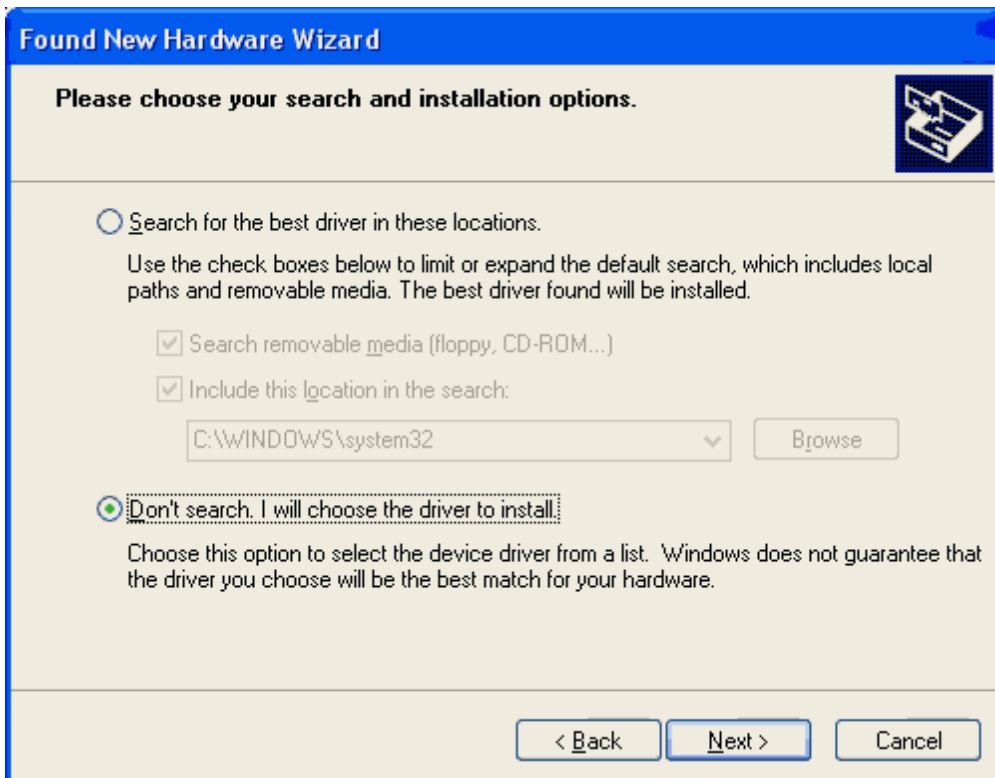 Found New Hardware Wizard
Please choose your search and installation options.
Search for the best driver in these locations.
Use the check boxes below to limit or expand the default search, which includes local
paths and removable media. The best driver found will be installed.
Search removable media (floppy, CD-ROM...)
Include this location in the search:
C:\WINDOWS\system32
Browse
Don't search. I will choose the driver to install.
Choose this option to select the device driver from a list. Windows does not guarantee that
the driver you choose will be the best match for your hardware.
< Back Next > Cancel